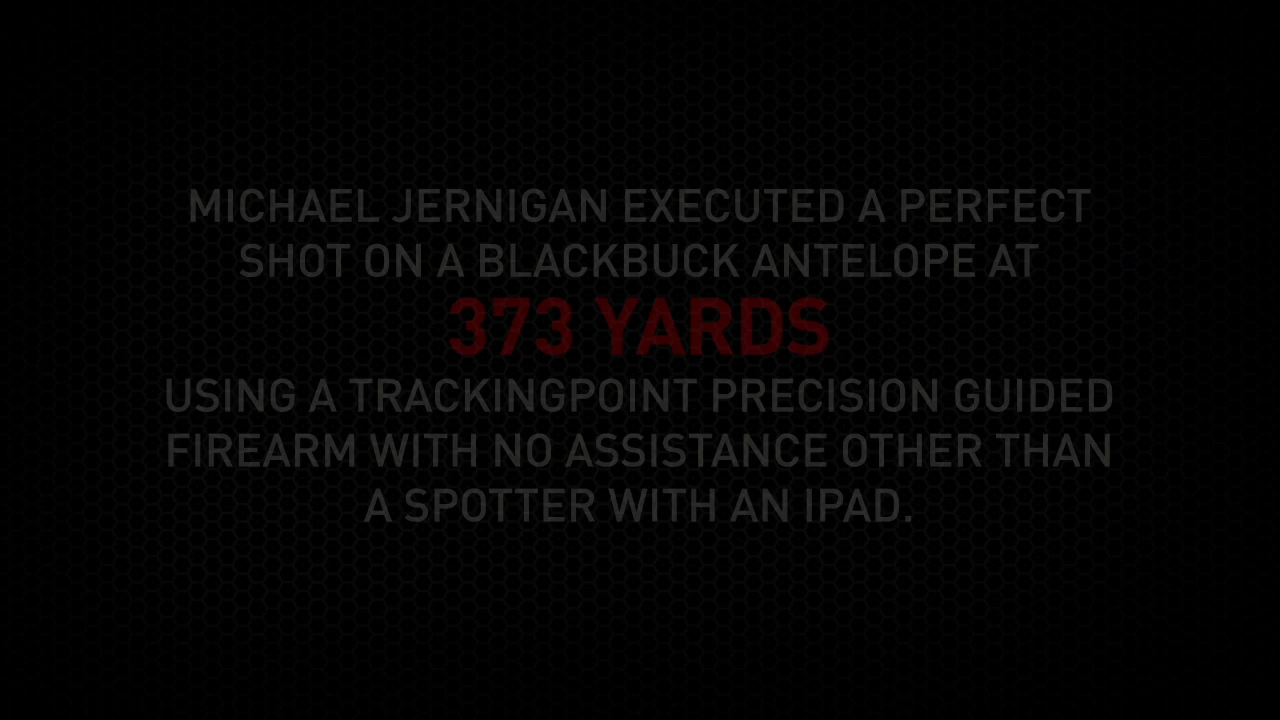 MICHAEL JERNIGAN EXECUTED A PERFECT
SHOT ON A BLACKBUCK ANTELOPE AT
373 YARDS
USING A TRACKINGPOINT PRECISION GUIDED
FIREARM WITH NO ASSISTANCE OTHER THAN
A SPOTTER WITH AN IPAD.